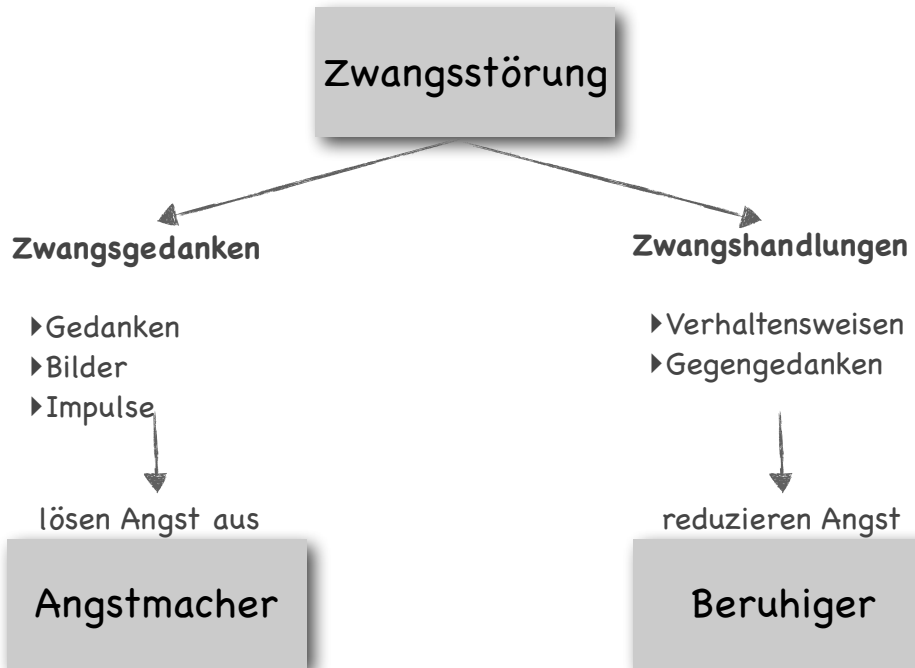 Zwangsstörung
Zwangsgedanken
▸Gedanken
▸Bilder
▸Impulse
lösen Angst aus
Angstmacher
Zwangshandlungen
▸Verhaltensweisen
▸Gegengedanken
reduzieren Angst
Beruhiger